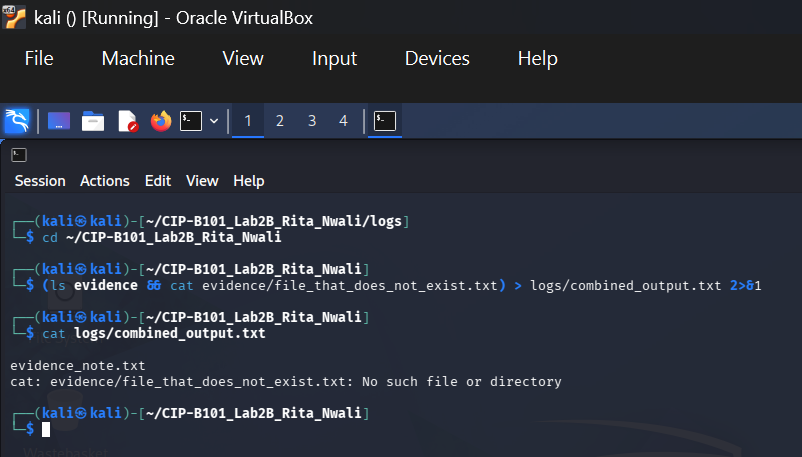 kali () [Running] - Oracle VirtualBox
File Machine View Input Devices Help
1 2 3 4
Session Actions Edit View Help
┌──(kali㉿kali)-[~/CIP-B101_Lab2B_Rita_Nwali/logs]
└─$ cd ~/CIP-B101_Lab2B_Rita_Nwali
┌──(kali㉿kali)-[~/CIP-B101_Lab2B_Rita_Nwali]
└─$ (ls evidence && cat evidence/file_that_does_not_exist.txt) > logs/combined_output.txt 2>&1
┌──(kali㉿kali)-[~/CIP-B101_Lab2B_Rita_Nwali]
└─$ cat logs/combined_output.txt
evidence_note.txt
cat: evidence/file_that_does_not_exist.txt: No such file or directory
┌──(kali㉿kali)-[~/CIP-B101_Lab2B_Rita_Nwali]
└─$